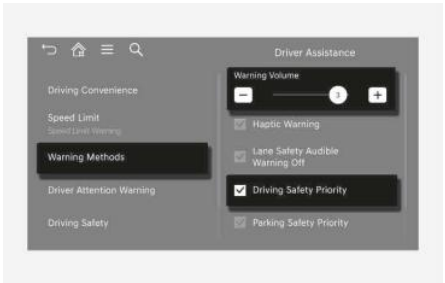 Driver Assistance
Driving Convenience
Speed Limit
Speed Limit Warning
Warning Methods
Driver Attention Warning
Driving Safety
Warning Volume
3
Haptic Warning
Lane Safety Audible
Warning Off
Driving Safety Priority
Parking Safety Priority